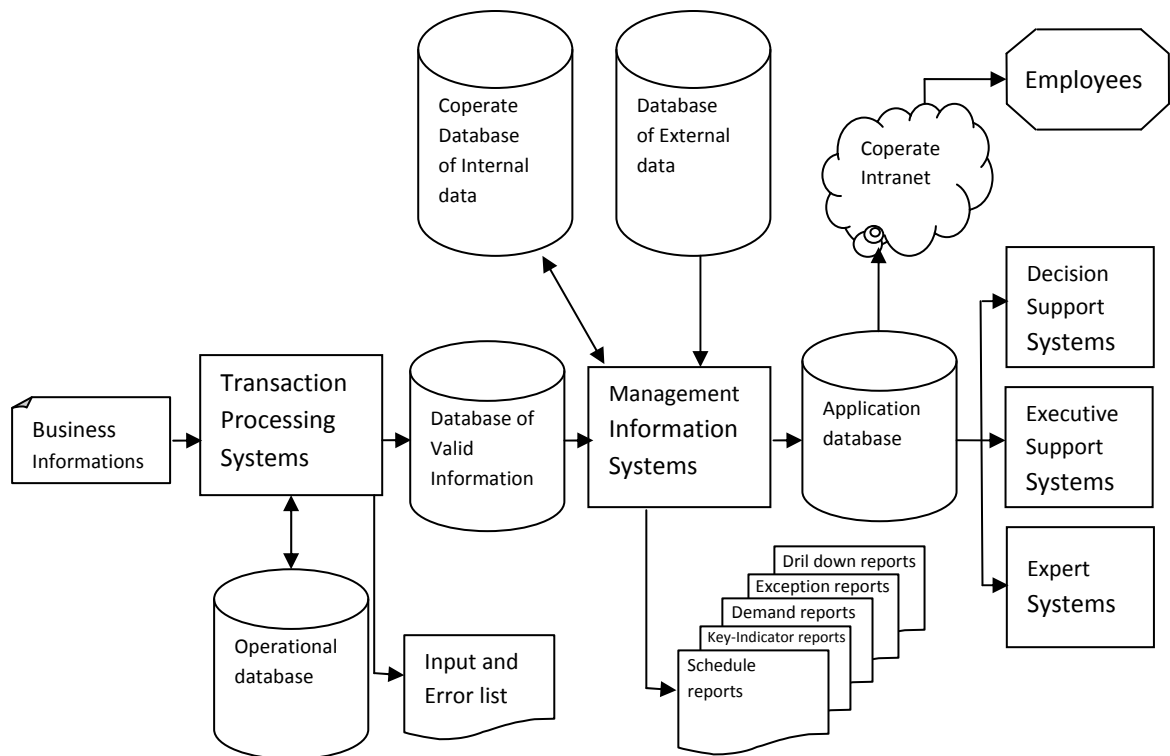 Coperate
Database
of Internal
data
Database
of External
data
Coperate
Intranet
Employees
Decision
Support
Systems
Transaction
Processing
Systems
Business
Informations
Database of
Valid
Information
Management
Information
Systems
Application
database
Executive
Support
Systems
Expert
Systems
Operational
database
Input and
Error list
Dril down reports
Exception reports
Demand reports
Key-Indicator reports
Schedule
reports